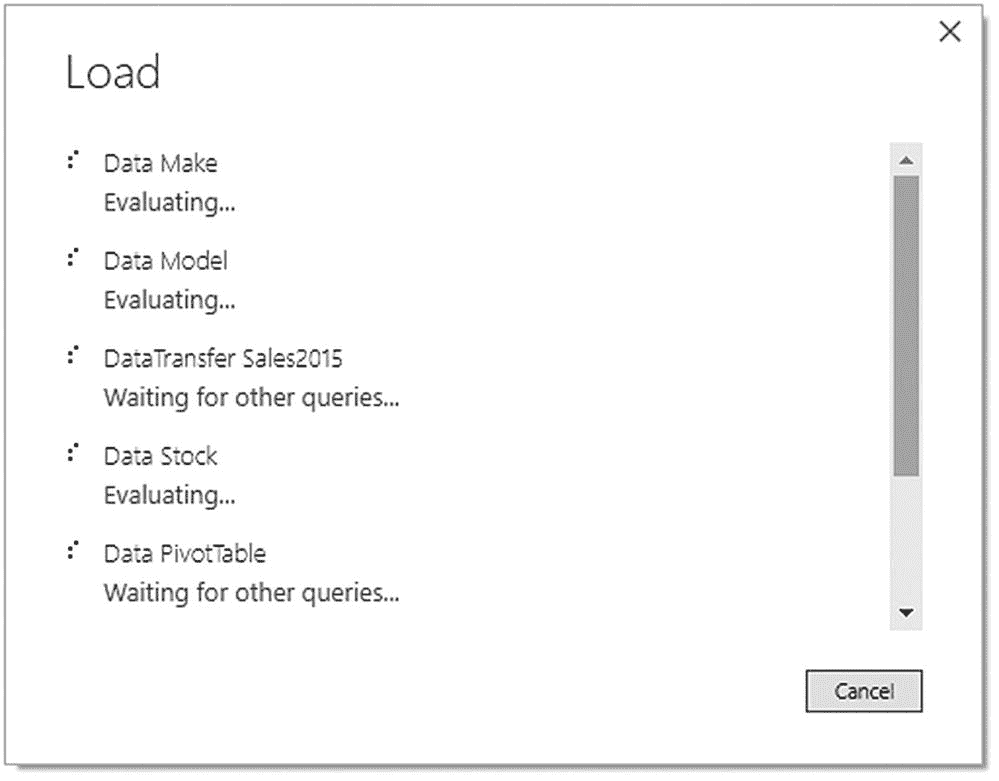 Load
Data Make
Evaluating...
Data Model
Evaluating...
DataTransfer Sales2015
Waiting for other queries...
Data Stock
Evaluating...
Data PivotTable
Waiting for other queries...
Cancel